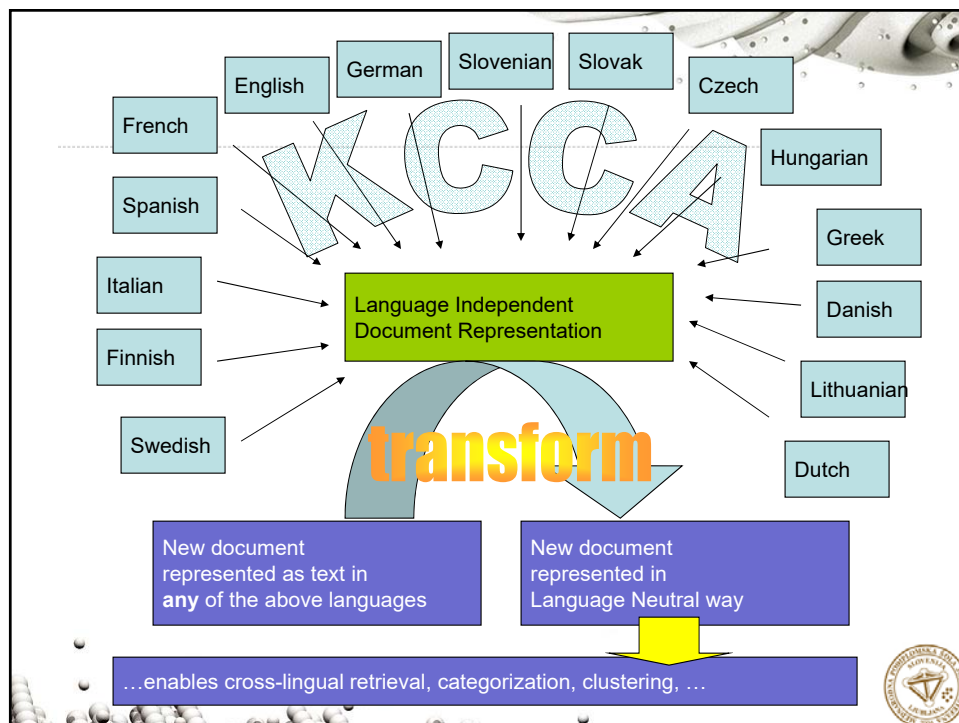 KCCA
French
English
German
Slovenian
Slovak
Czech
Hungarian
Spanish
Greek
Italian
Danish
Finnish
Lithuanian
Swedish
Dutch
Language Independent
Document Representation
transform
New document
represented as text in
any of the above languages
New document
represented in
Language Neutral way
…enables cross-lingual retrieval, categorization, clustering, …
SLOVENIJA
LJUBLJANA